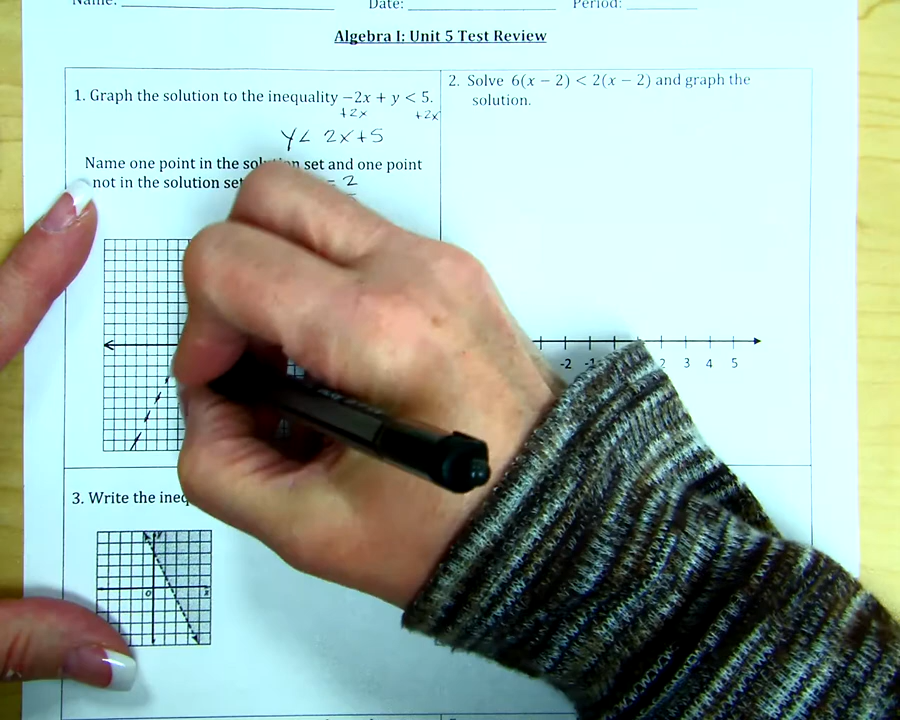 Name: Date: Period:
Algebra I: Unit 5 Test Review
1. Graph the solution to the inequality −2x + y < 5.
+2x +2x
y < 2x+5
Name one point in the solution set and one point
not in the solution set
= 2
2. Solve 6(x − 2) < 2(x − 2) and graph the
solution.
-2 -1 2 3 4 5
3. Write the
0